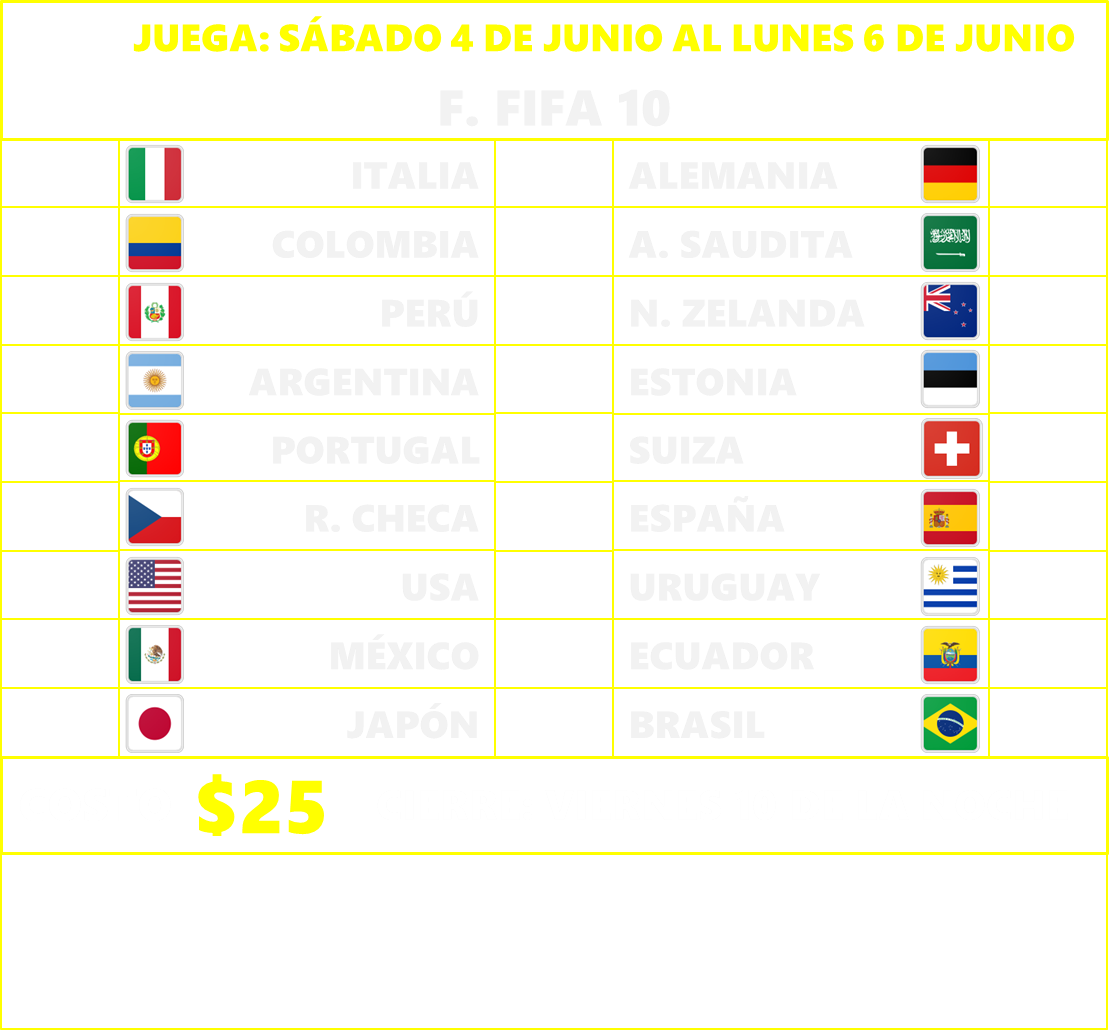 JUEGA: SÁBADO 4 DE JUNIO AL LUNES 6 DE JUNIO
F. FIFA 10
ITALIA ALEMANIA
COLOMBIA A. SAUDITA
PERÚ N. ZELANDA
ARGENTINA ESTONIA
PORTUGAL SUIZA
R. CHECA ESPAÑA
USA URUGUAY
MÉXICO ECUADOR
JAPÓN BRASIL
$25